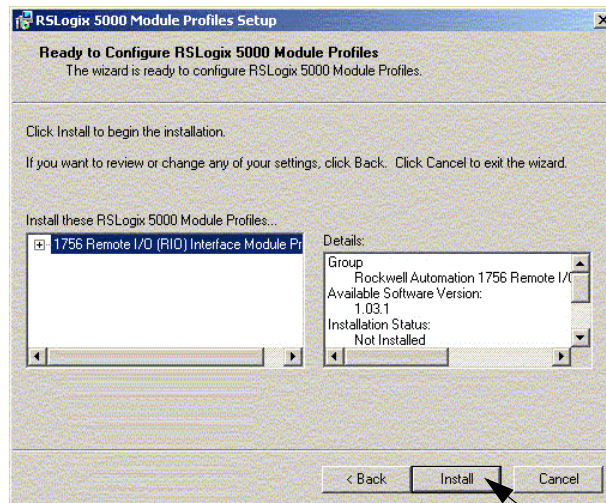 RSLogix 5000 Module Profiles Setup
Ready to Configure RSLogix 5000 Module Profiles
The wizard is ready to configure RSLogix 5000 Module Profiles.
Click Install to begin the installation.
If you want to review or change any of your settings, click Back. Click Cancel to exit the wizard.
Install these RSLogix 5000 Module Profiles...
1756 Remote I/O (RIO) Interface Module Pr
Details:
Group
Rockwell Automation 1756 Remote I/(
Available Software Version:
1.03.1
Installation Status:
Not Installed
< Back
Install
Cancel